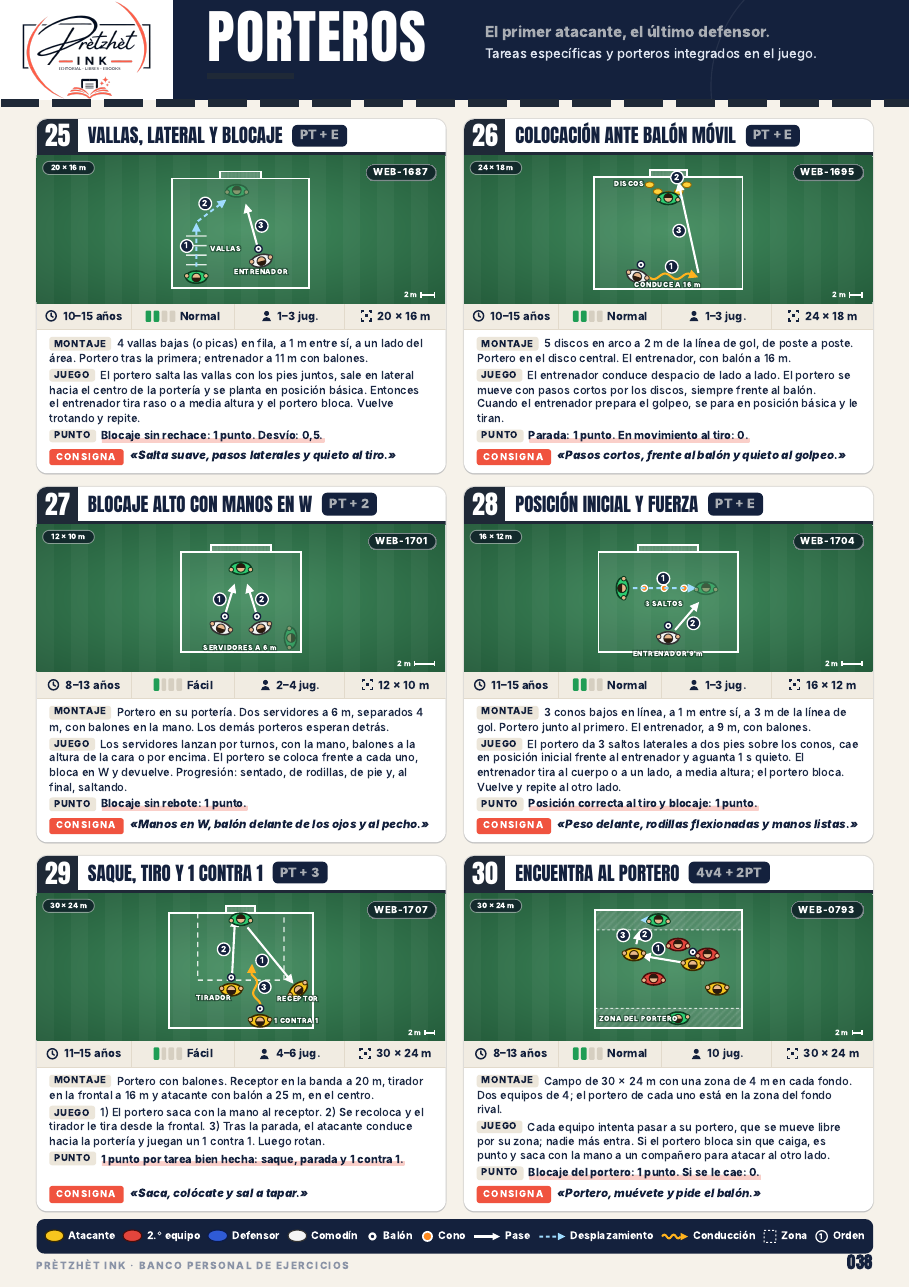 Prètzhèt
INK
EDITORIAL · LIBRES · EBOOKS
PORTEROS
El primer atacante, el último defensor.
Tareas específicas y porteros integrados en el juego.
25 VALLAS, LATERAL Y BLOCAJE PT + E
20 × 16 m
WEB-1687
2
1
3
VALLAS
ENTRENADOR
2 m
10–15 años Normal 1–3 jug. 20 × 16 m
MONTAJE 4 vallas bajas (o picas) en fila, a 1 m entre sí, a un lado del
área. Portero tras la primera; entrenador a 11 m con balones.
JUEGO El portero salta las vallas con los pies juntos, sale en lateral
hacia el centro de la portería y se planta en posición básica. Entonces
el entrenador tira raso o a media altura y el portero bloca. Vuelve
trotando y repite.
PUNTO Blocaje sin rechace: 1 punto. Desvío: 0,5.
CONSIGNA «Salta suave, pasos laterales y quieto al tiro.»
26 COLOCACIÓN ANTE BALÓN MÓVIL PT + E
24 × 18 m
WEB-1695
DISCOS
2
3
1
CONDUCE A 16 m
2 m
10–15 años Normal 1–3 jug. 24 × 18 m
MONTAJE 5 discos en arco a 2 m de la línea de gol, de poste a poste.
Portero en el disco central. El entrenador, con balón a 16 m.
JUEGO El entrenador conduce despacio de lado a lado. El portero se
mueve con pasos cortos por los discos, siempre frente al balón.
Cuando el entrenador prepara el golpeo, se para en posición básica y le
tiran.
PUNTO Parada: 1 punto. En movimiento al tiro: 0.
CONSIGNA «Pasos cortos, frente al balón y quieto al golpeo.»
27 BLOCAJE ALTO CON MANOS EN W PT + 2
12 × 10 m
WEB-1701
1
2
SERVIDORES A 6 m
2 m
8–13 años Fácil 2–4 jug. 12 × 10 m
MONTAJE Portero en su portería. Dos servidores a 6 m, separados 4
m, con balones en la mano. Los demás porteros esperan detrás.
JUEGO Los servidores lanzan por turnos, con la mano, balones a la
altura de la cara o por encima. El portero se coloca frente a cada uno,
bloca en W y devuelve. Progresión: sentado, de rodillas, de pie y, al
final, saltando.
PUNTO Blocaje sin rebote: 1 punto.
CONSIGNA «Manos en W, balón delante de los ojos y al pecho.»
28 POSICIÓN INICIAL Y FUERZA PT + E
16 × 12 m
WEB-1704
1
3 SALTOS
2
ENTRENADOR 9 m
2 m
11–15 años Normal 1–3 jug. 16 × 12 m
MONTAJE 3 conos bajos en línea, a 1 m entre sí, a 3 m de la línea de
gol. Portero junto al primero. El entrenador, a 9 m, con balones.
JUEGO El portero da 3 saltos laterales a dos pies sobre los conos, cae
en posición inicial frente al entrenador y aguanta 1 s quieto. El
entrenador tira al cuerpo o a un lado, a media altura; el portero bloca.
Vuelve y repite al otro lado.
PUNTO Posición correcta al tiro y blocaje: 1 punto.
CONSIGNA «Peso delante, rodillas flexionadas y manos listas.»
29 SAQUE, TIRO Y 1 CONTRA 1 PT + 3
30 × 24 m
WEB-1707
2
1
3
TIRADOR
RECEPTOR
1 CONTRA 1
2 m
11–15 años Fácil 4–6 jug. 30 × 24 m
MONTAJE Portero con balones. Receptor en la banda a 20 m, tirador
en la frontal a 16 m y atacante con balón a 25 m, en el centro.
JUEGO 1) El portero saca con la mano al receptor. 2) Se recoloca y el
tirador le tira desde la frontal. 3) Tras la parada, el atacante conduce
hacia la portería y juegan un 1 contra 1. Luego rotan.
PUNTO 1 punto por tarea bien hecha: saque, parada y 1 contra 1.
CONSIGNA «Saca, colócate y sal a tapar.»
30 ENCUENTRA AL PORTERO 4v4 + 2PT
30 × 24 m
WEB-0793
3
2
1
ZONA DEL PORTERO
2 m
8–13 años Normal 10 jug. 30 × 24 m
MONTAJE Campo de 30 × 24 m con una zona de 4 m en cada fondo.
Dos equipos de 4; el portero de cada uno está en la zona del fondo
rival.
JUEGO Cada equipo intenta pasar a su portero, que se mueve libre
por su zona; nadie más entra. Si el portero bloca sin que caiga, es
punto y saca con la mano a un compañero para atacar al otro lado.
PUNTO Blocaje del portero: 1 punto. Si se le cae: 0.
CONSIGNA «Portero, muévete y pide el balón.»
Atacante 2.º equipo Defensor Comodín Balón Cono Pase Desplazamiento Conducción Zona 1 Orden
PRÈTZHÈT INK · BANCO PERSONAL DE EJERCICIOS
038